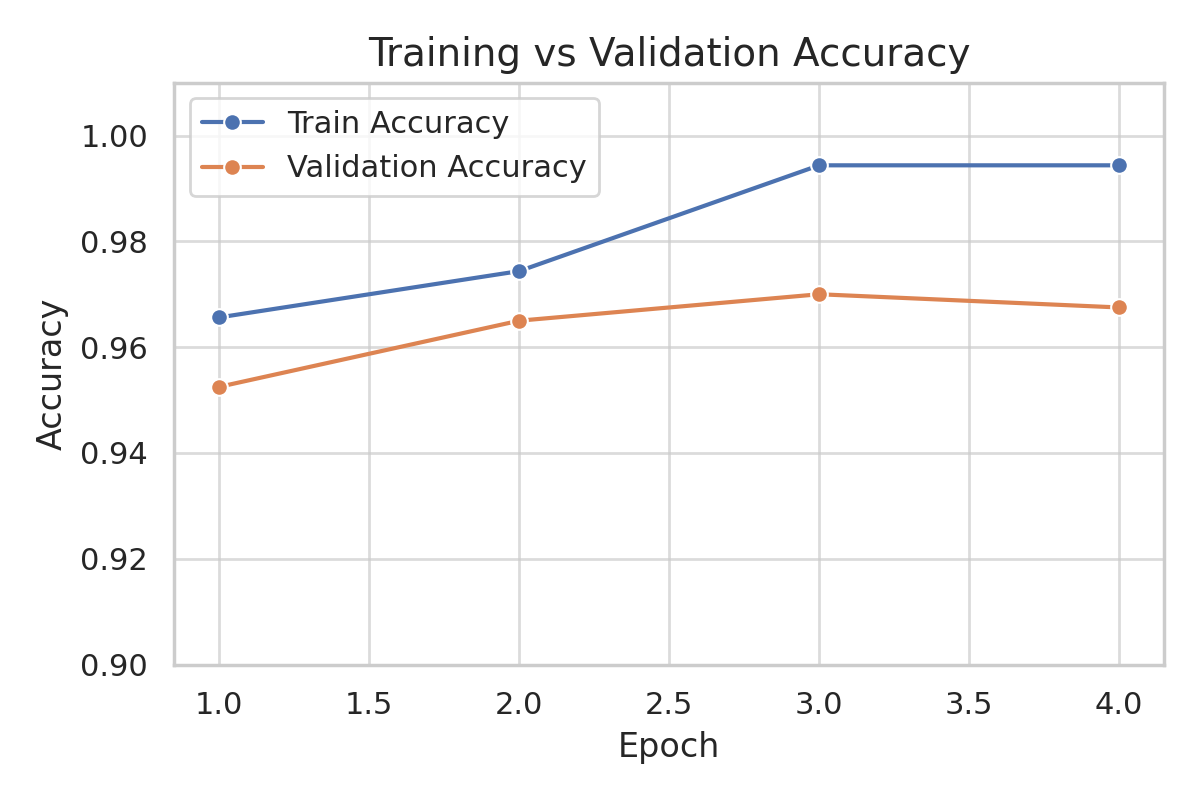 Training vs Validation Accuracy
Train Accuracy
Validation Accuracy
1.00
0.98
0.96
0.94
0.92
0.90
Accuracy
1.0 1.5 2.0 2.5 3.0 3.5 4.0
Epoch